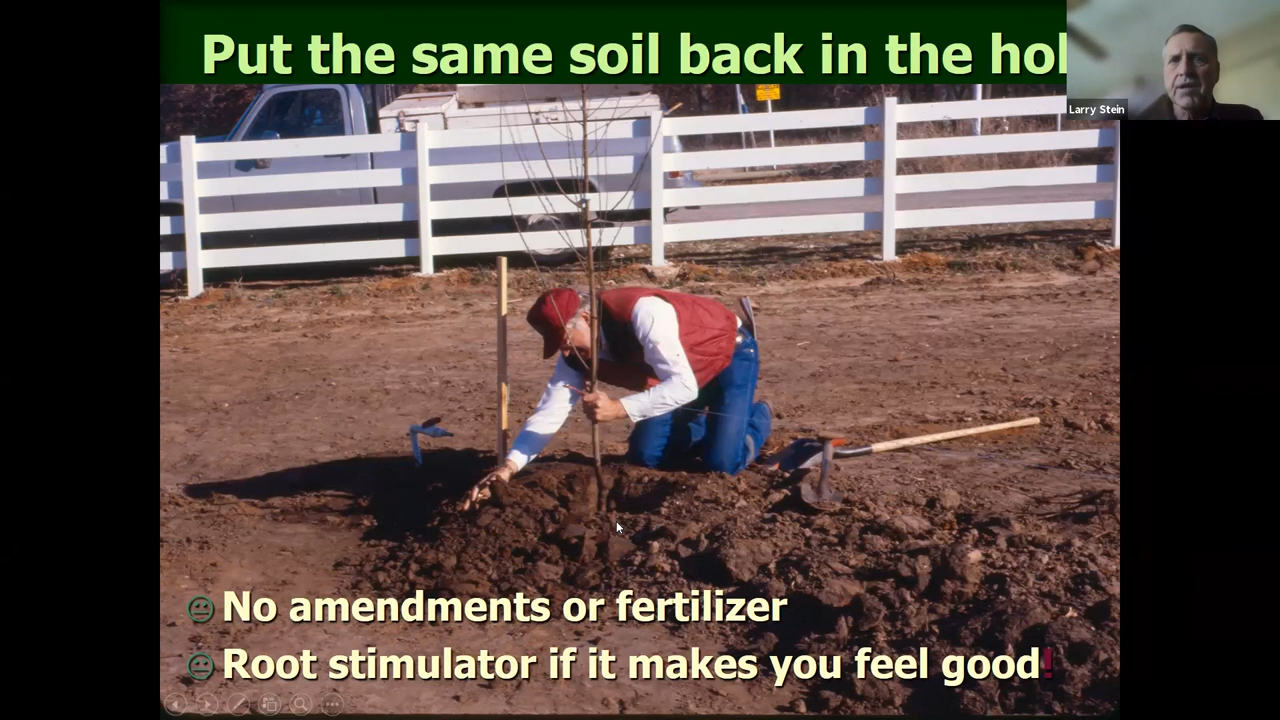 Put the same soil back in the hol
Larry Stein
No amendments or fertilizer
Root stimulator if it makes you feel good!